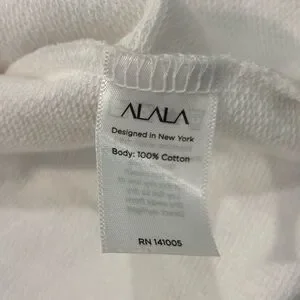 ALALA
Designed in New York
Body: 100% Cotton
RN 141005